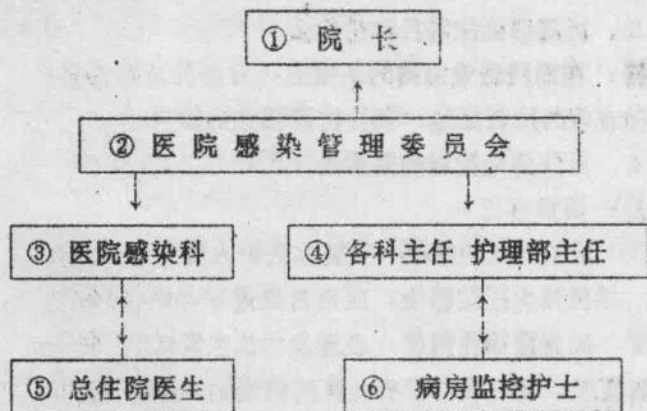 ① 院 长
② 医 院 感 染 管 理 委 员 会
③ 医院感染科
④ 各科主任 护理部主任
⑤ 总住院医生
⑥ 病房监控护士